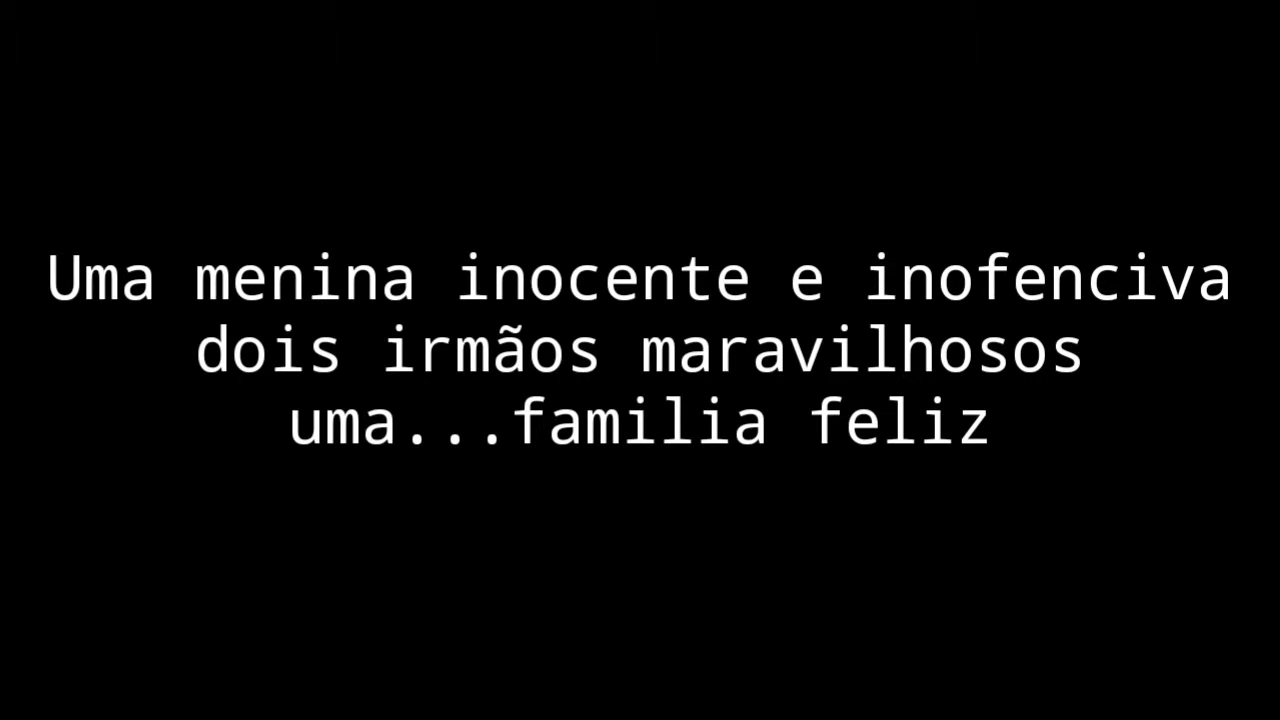 Uma menina inocente e inofenciva
dois irmãos maravilhosos
uma...familia feliz